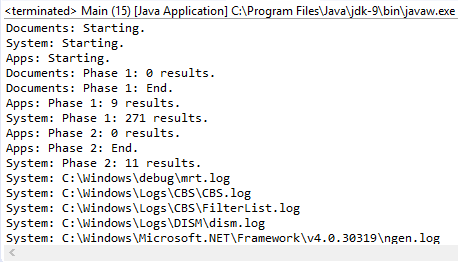 <terminated> Main (15) [Java Application] C:\Program Files\Java\jdk-9\bin\javaw.exe
Documents: Starting.
System: Starting.
Apps: Starting.
Documents: Phase 1: 0 results.
Documents: Phase 1: End.
Apps: Phase 1: 9 results.
System: Phase 1: 271 results.
Apps: Phase 2: 0 results.
Apps: Phase 2: End.
System: Phase 2: 11 results.
System: C:\Windows\debug\mrt.log
System: C:\Windows\Logs\CBS\CBS.log
System: C:\Windows\Logs\CBS\FilterList.log
System: C:\Windows\Logs\DISM\dism.log
System: C:\Windows\Microsoft.NET\Framework\v4.0.30319\ngen.log